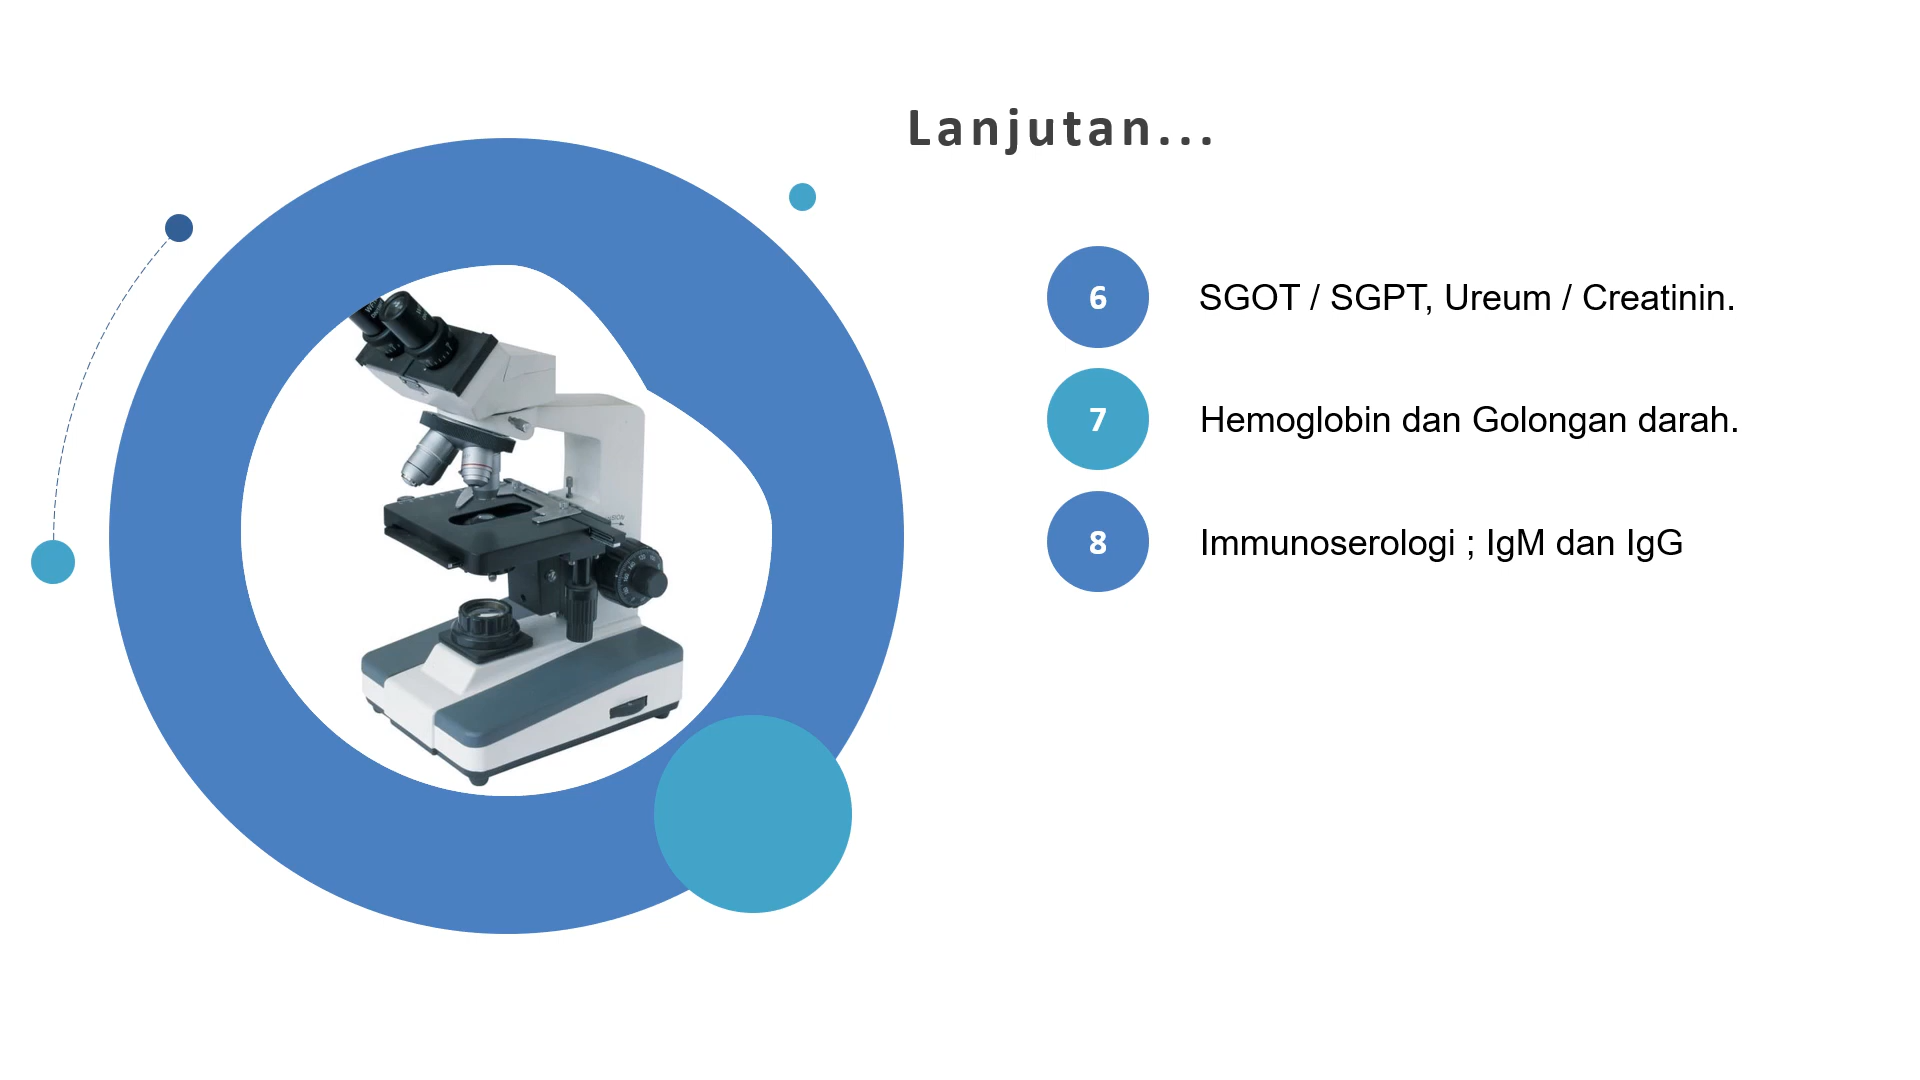 Lanjutan...
6 SGOT / SGPT, Ureum / Creatinin.
7 Hemoglobin dan Golongan darah.
8 Immunoserologi ; IgM dan IgG